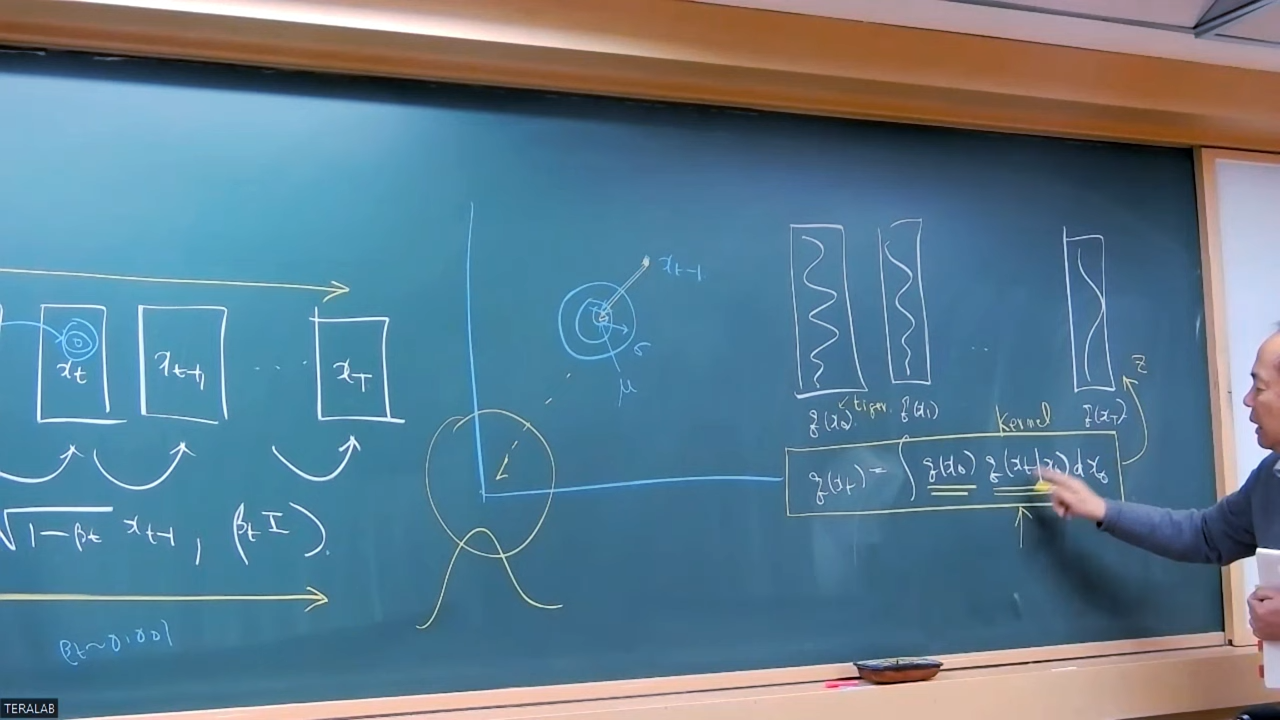 x_t
x_{t+1}
...
x_T
√(1-β_t) x_{t-1}, β_t I)
β_t ~ 0.001
x_{t-1}
σ
μ
...
q(x_0) tiger
q(x_1)
q(x_T)
z
Kernel
q(x_t) = ∫ q(x_0) q(x_t|x_0) dx_0
TERALAB